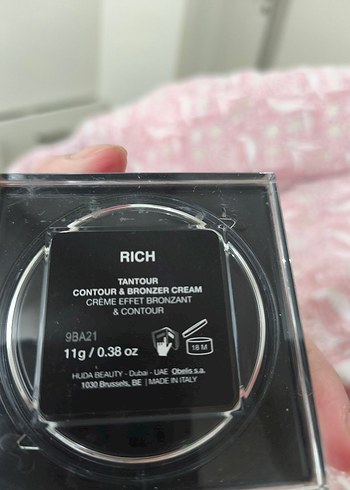 RICH
TANTOUR
CONTOUR & BRONZER CREAM
CRÈME EFFET BRONZANT
& CONTOUR
9BA21
11g / 0.38 oz
18 M
HUDA BEAUTY - Dubai - UAE Obelis s.a.
1030 Brussels, BE | MADE IN ITALY